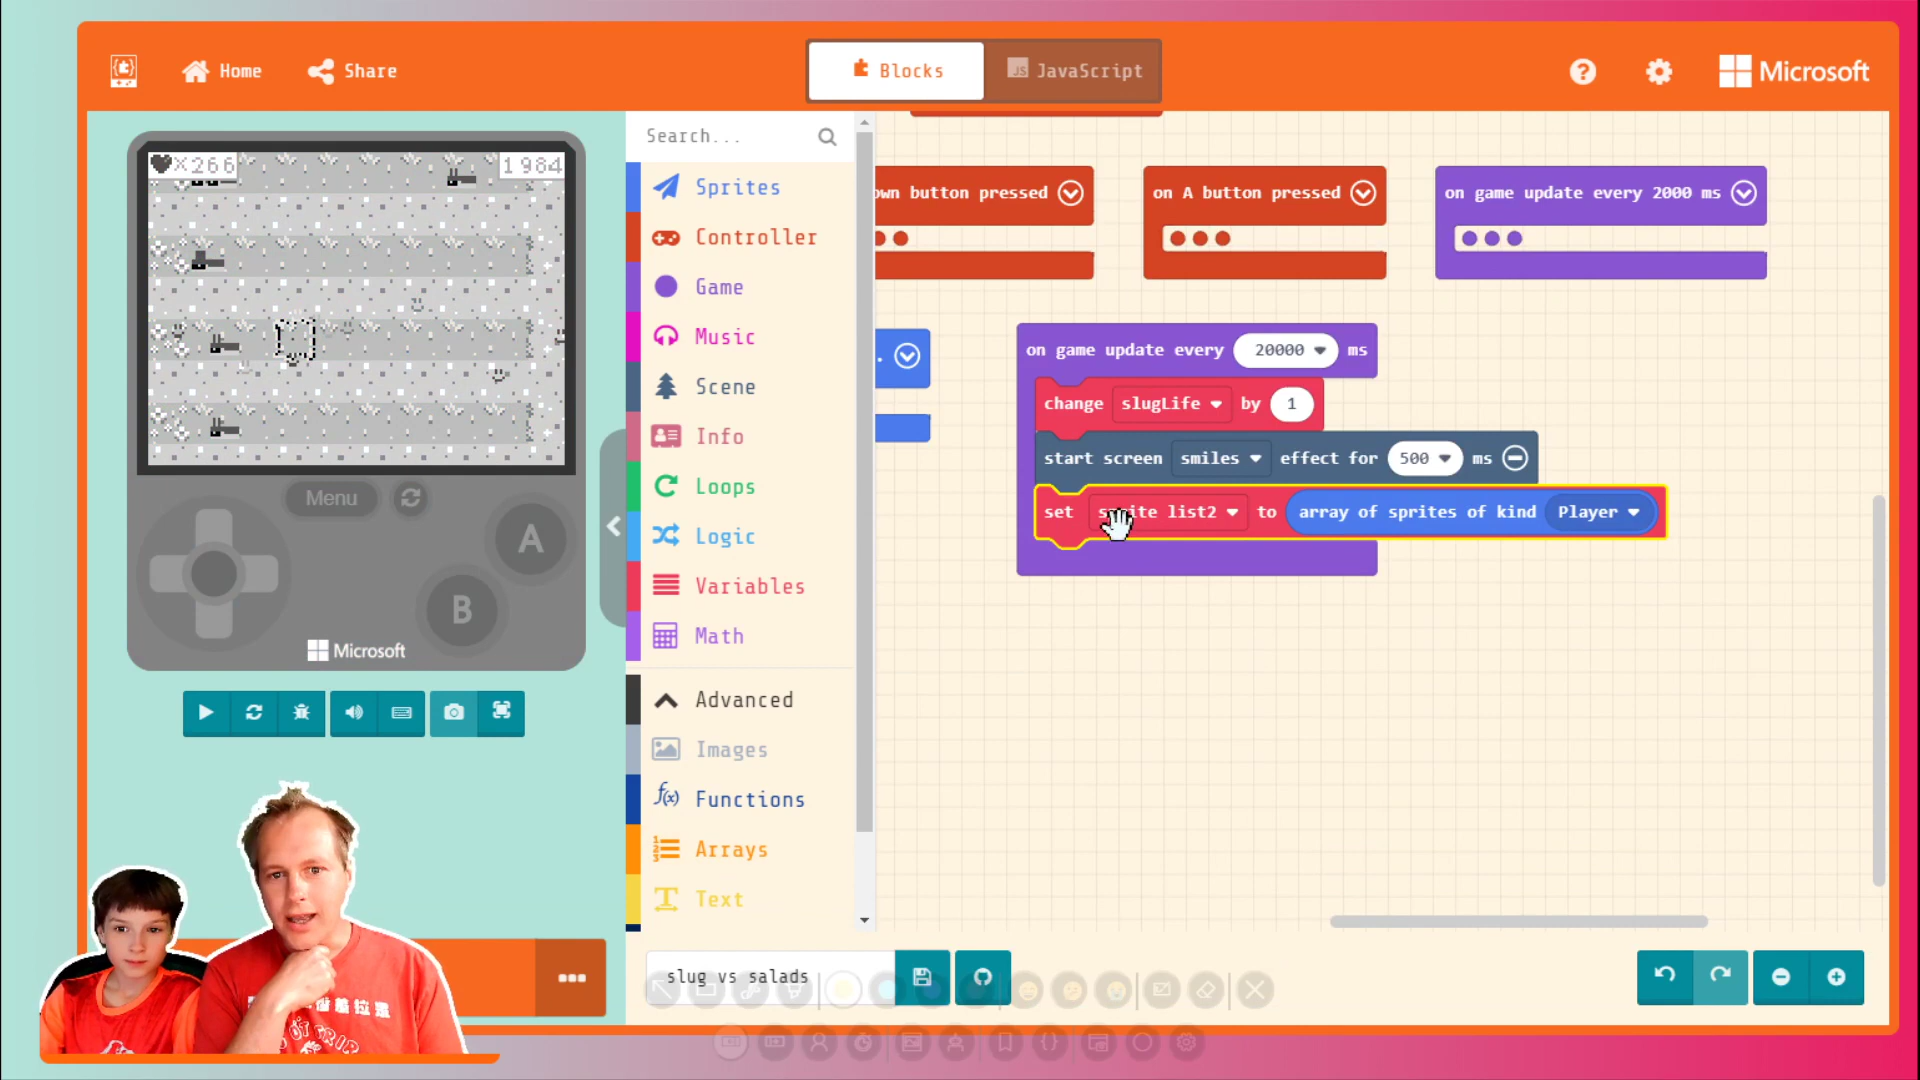 Home
Share
Blocks
JavaScript
Microsoft
×266
1984
Menu
A
B
Microsoft
Search...
Sprites
Controller
Game
Music
Scene
Info
Loops
Logic
Variables
Math
Advanced
Images
Functions
Arrays
Text
own button pressed
on A button pressed
on game update every 2000 ms
on game update every 20000 ms
change slugLife by 1
start screen smiles effect for 500 ms
set sprite list2 to array of sprites of kind Player
slug vs salads